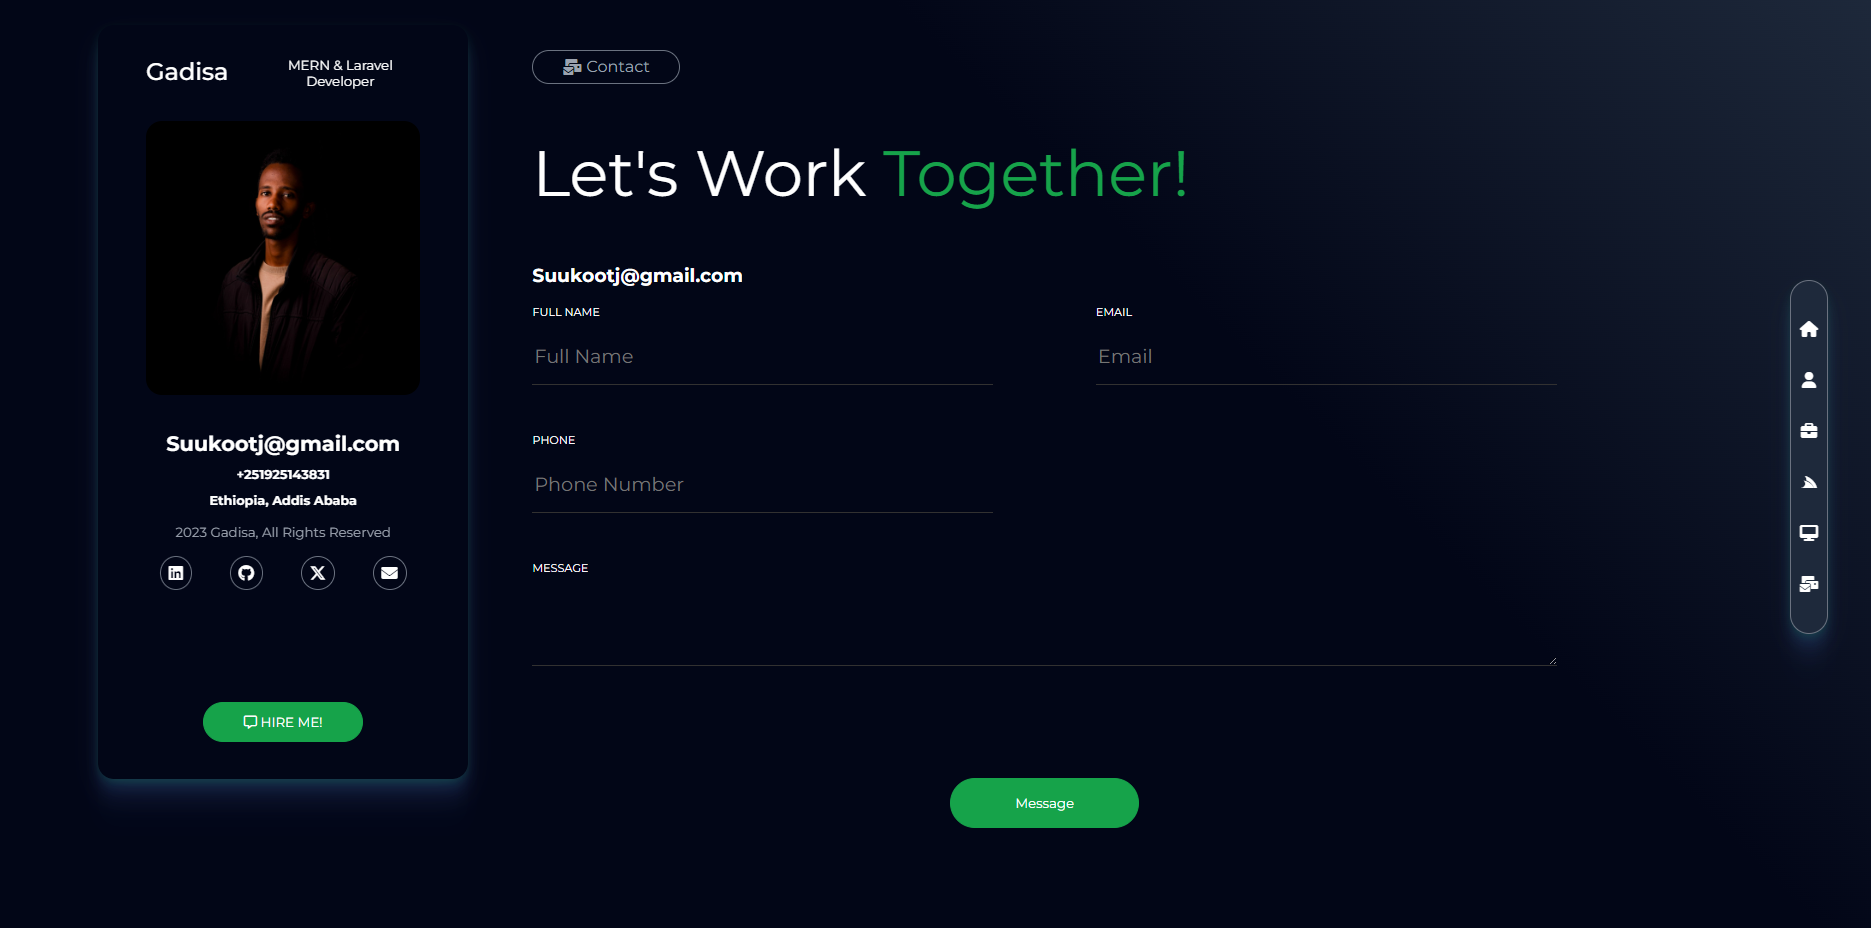 Gadisa
MERN & Laravel
Developer
Suukootj@gmail.com
+251925143831
Ethiopia, Addis Ababa
2023 Gadisa, All Rights Reserved
HIRE ME!
Contact
Let's Work Together!
Suukootj@gmail.com
FULL NAME
Full Name
EMAIL
Email
PHONE
Phone Number
MESSAGE
Message